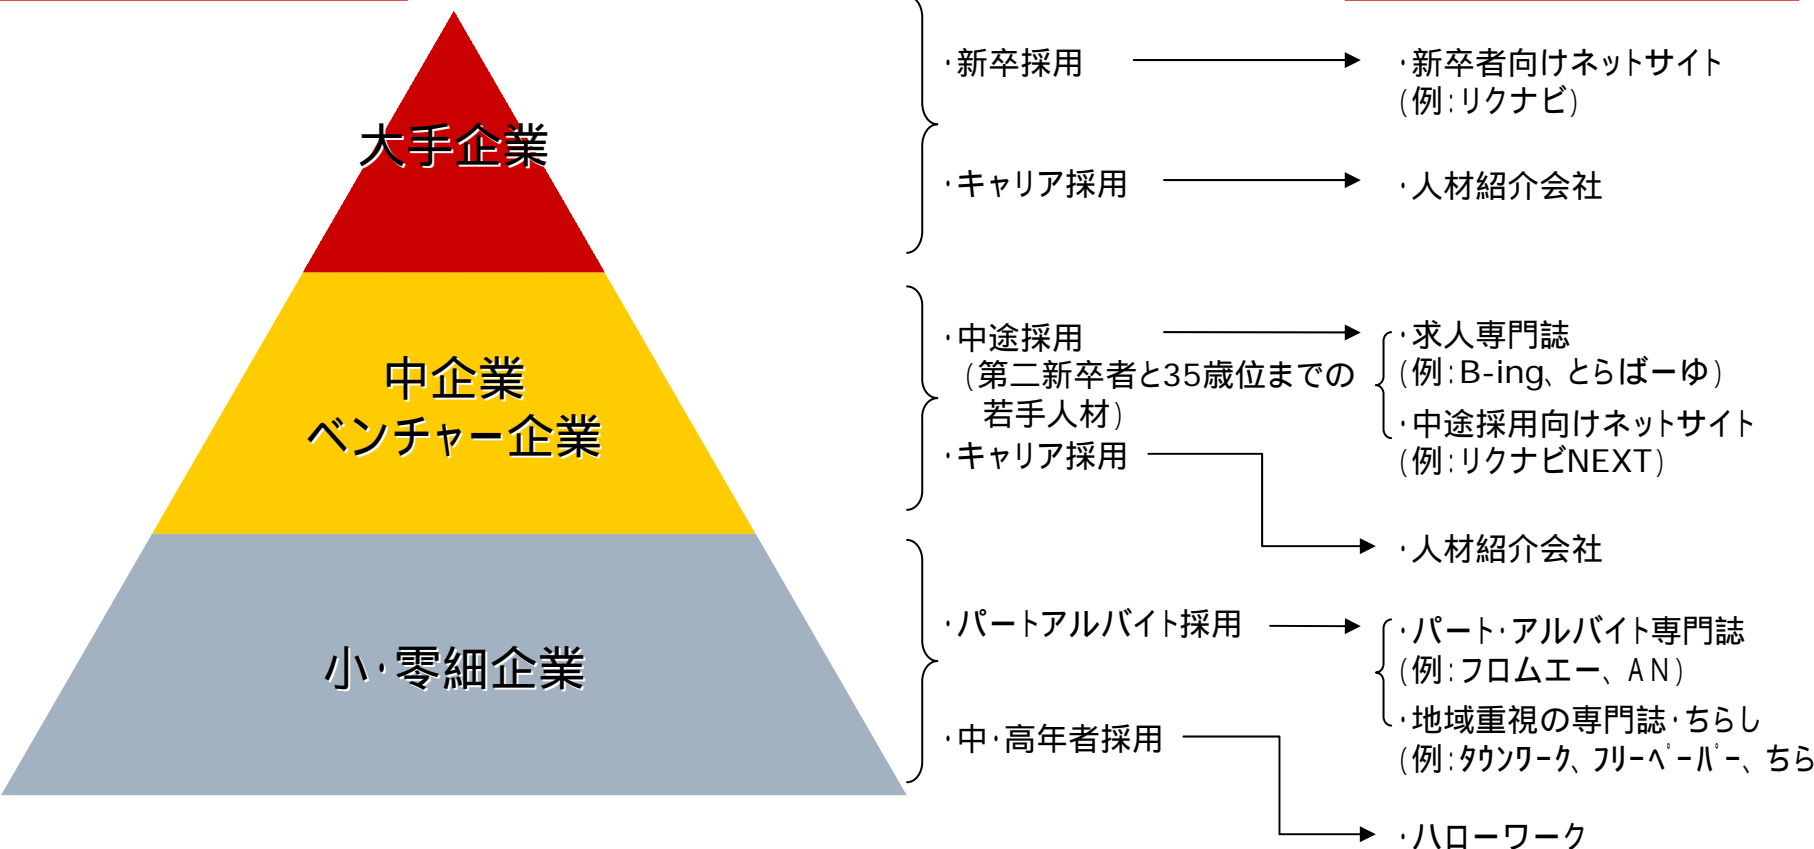 大手企業
中企業
ベンチャー企業
小・零細企業
・新卒採用
・キャリア採用
・中途採用
(第二新卒者と35歳位までの
若手人材)
・キャリア採用
・パートアルバイト採用
・中・高年者採用
・新卒者向けネットサイト
(例:リクナビ)
・人材紹介会社
・求人専門誌
(例:B-ing、とらばーゆ)
・中途採用向けネットサイト
(例:リクナビNEXT)
・人材紹介会社
・パート・アルバイト専門誌
(例:フロムエー、AN)
・地域重視の専門誌・ちらし
(例:タウンワーク、フリーペーパー、ちら
・ハローワーク